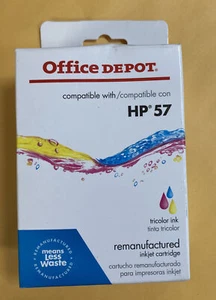 Office DEPOT.
compatible with/compatible con
HP® 57
tricolor ink
tinta tricolor
REMANUFACTURED
means
Less
Waste
REMANUFACTURED
remanufactured
inkjet cartridge
cartucho remanufacturado
para impresoras inkjet